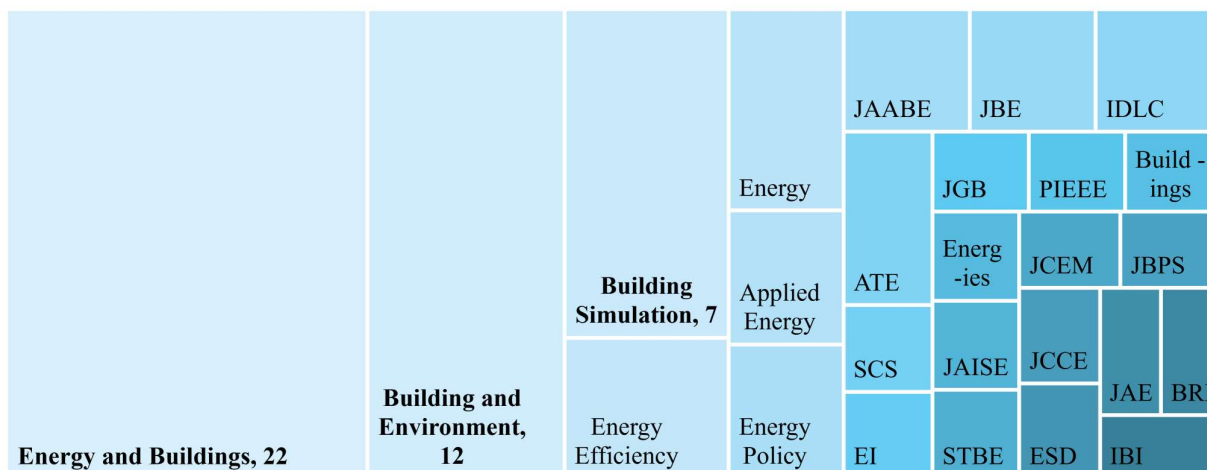 Energy and Buildings, 22
Building and
Environment,
12
Building
Simulation, 7
Energy
Efficiency
Energy
Applied
Energy
Energy
Policy
JAABE
JBE
IDLC
ATE
JGB
PIEEE
Build -
ings
Energ
-ies
JCEM
JBPS
SCS
JAISE
JCCE
JAE
EI
STBE
ESD
IBI